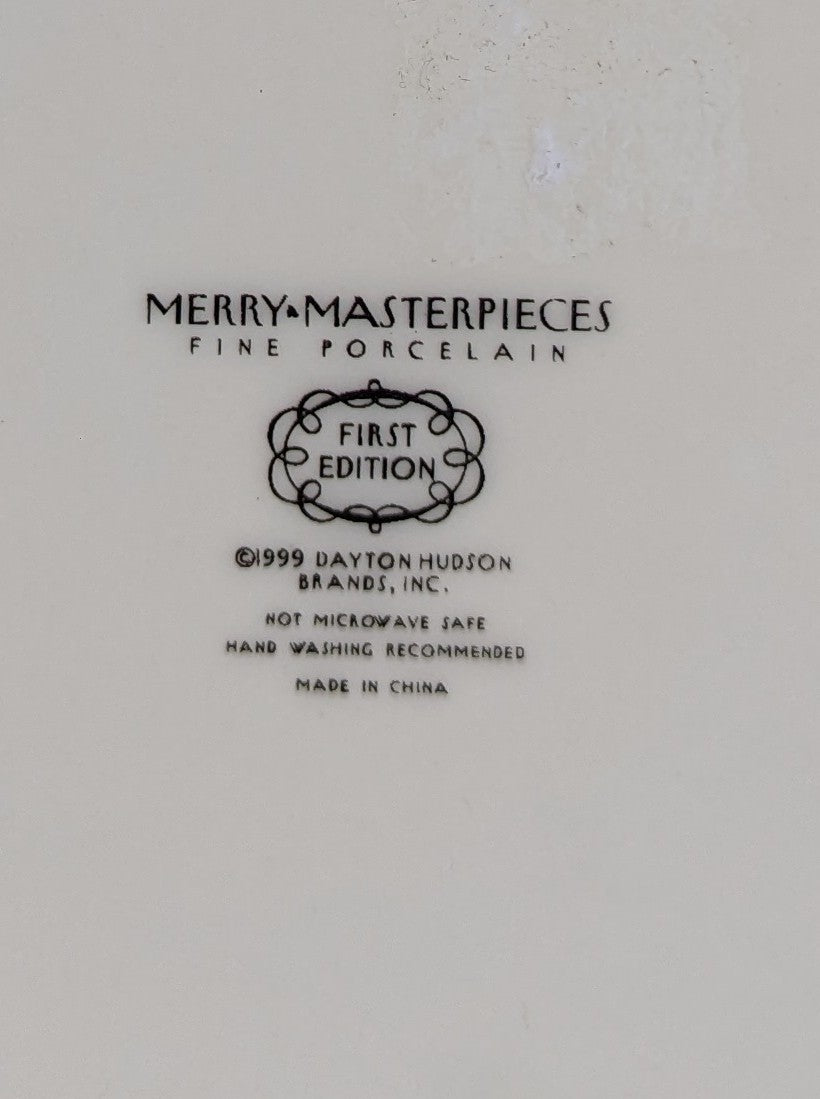 MERRY▲MASTERPIECES
FINE PORCELAIN
FIRST
EDITION
©1999 DAYTON HUDSON
BRANDS, INC.
NOT MICROWAVE SAFE
HAND WASHING RECOMMENDED
MADE IN CHINA